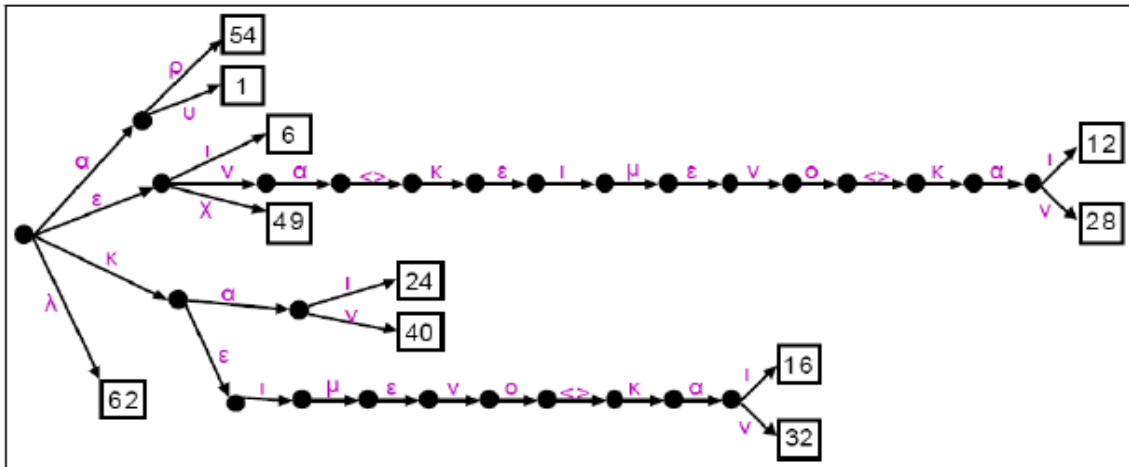 54
ρ
1
υ
α
6
ι
12
ι
ν α <> κ ε ι μ ε ν ο <> κ α
ε
χ
49
ν
28
κ
ι
24
α
ν
40
λ
ε
16
ι
ι μ ε ν ο <> κ α
62
ν
32